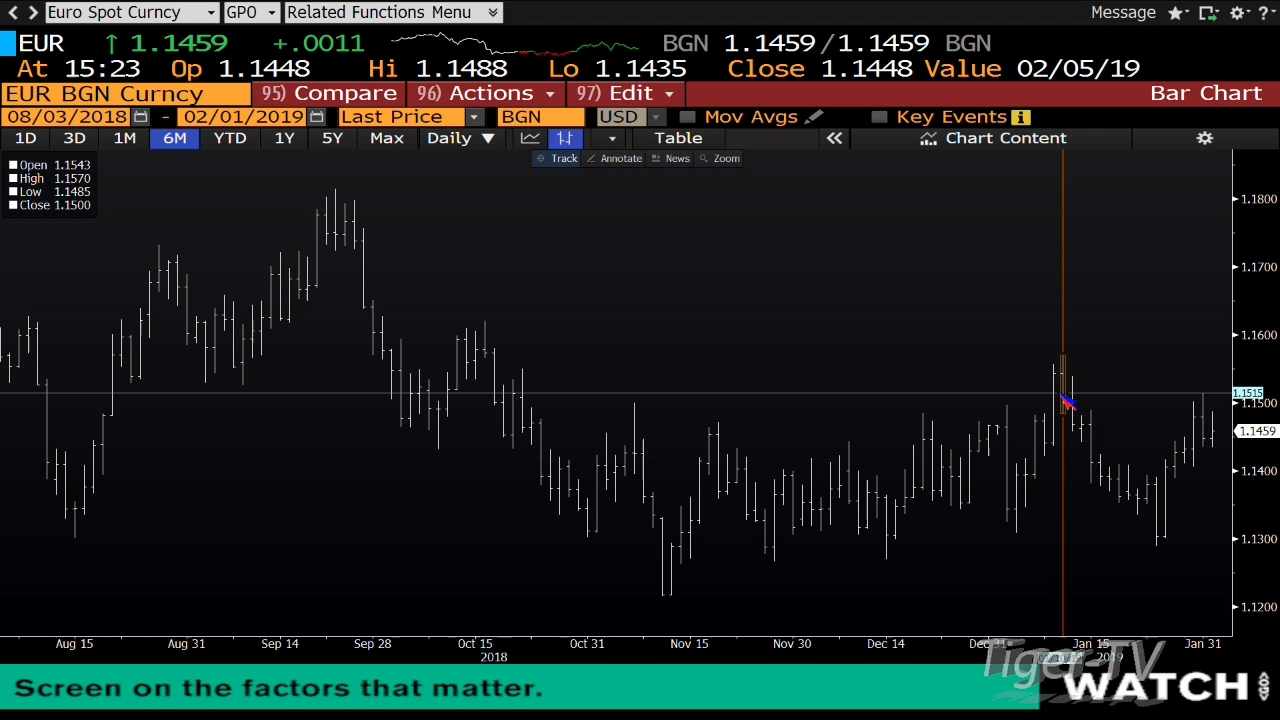 Euro Spot Curncy GPO Related Functions Menu Message ?
EUR ↑ 1.1459 +.0011 BGN 1.1459/1.1459 BGN
At 15:23 Op 1.1448 Hi 1.1488 Lo 1.1435 Close 1.1448 Value 02/05/19
EUR BGN Curncy 95) Compare 96) Actions 97) Edit Bar Chart
08/03/2018 - 02/01/2019 Last Price BGN USD Mov Avgs Key Events i
1D 3D 1M 6M YTD 1Y 5Y Max Daily ▼ Table « Chart Content
Track Annotate News Zoom
Open 1.1543
High 1.1570
Low 1.1485
Close 1.1500
1.1800
1.1700
1.1600
1.1515
1.1500
1.1459
1.1400
1.1300
1.1200
Aug 15 Aug 31 Sep 14 Sep 28 Oct 15 Oct 31 Nov 15 Nov 30 Dec 14 Dec 31 Jan 15 Jan 31
2018 2019
Tiger-TV
Screen on the factors that matter.
WATCH